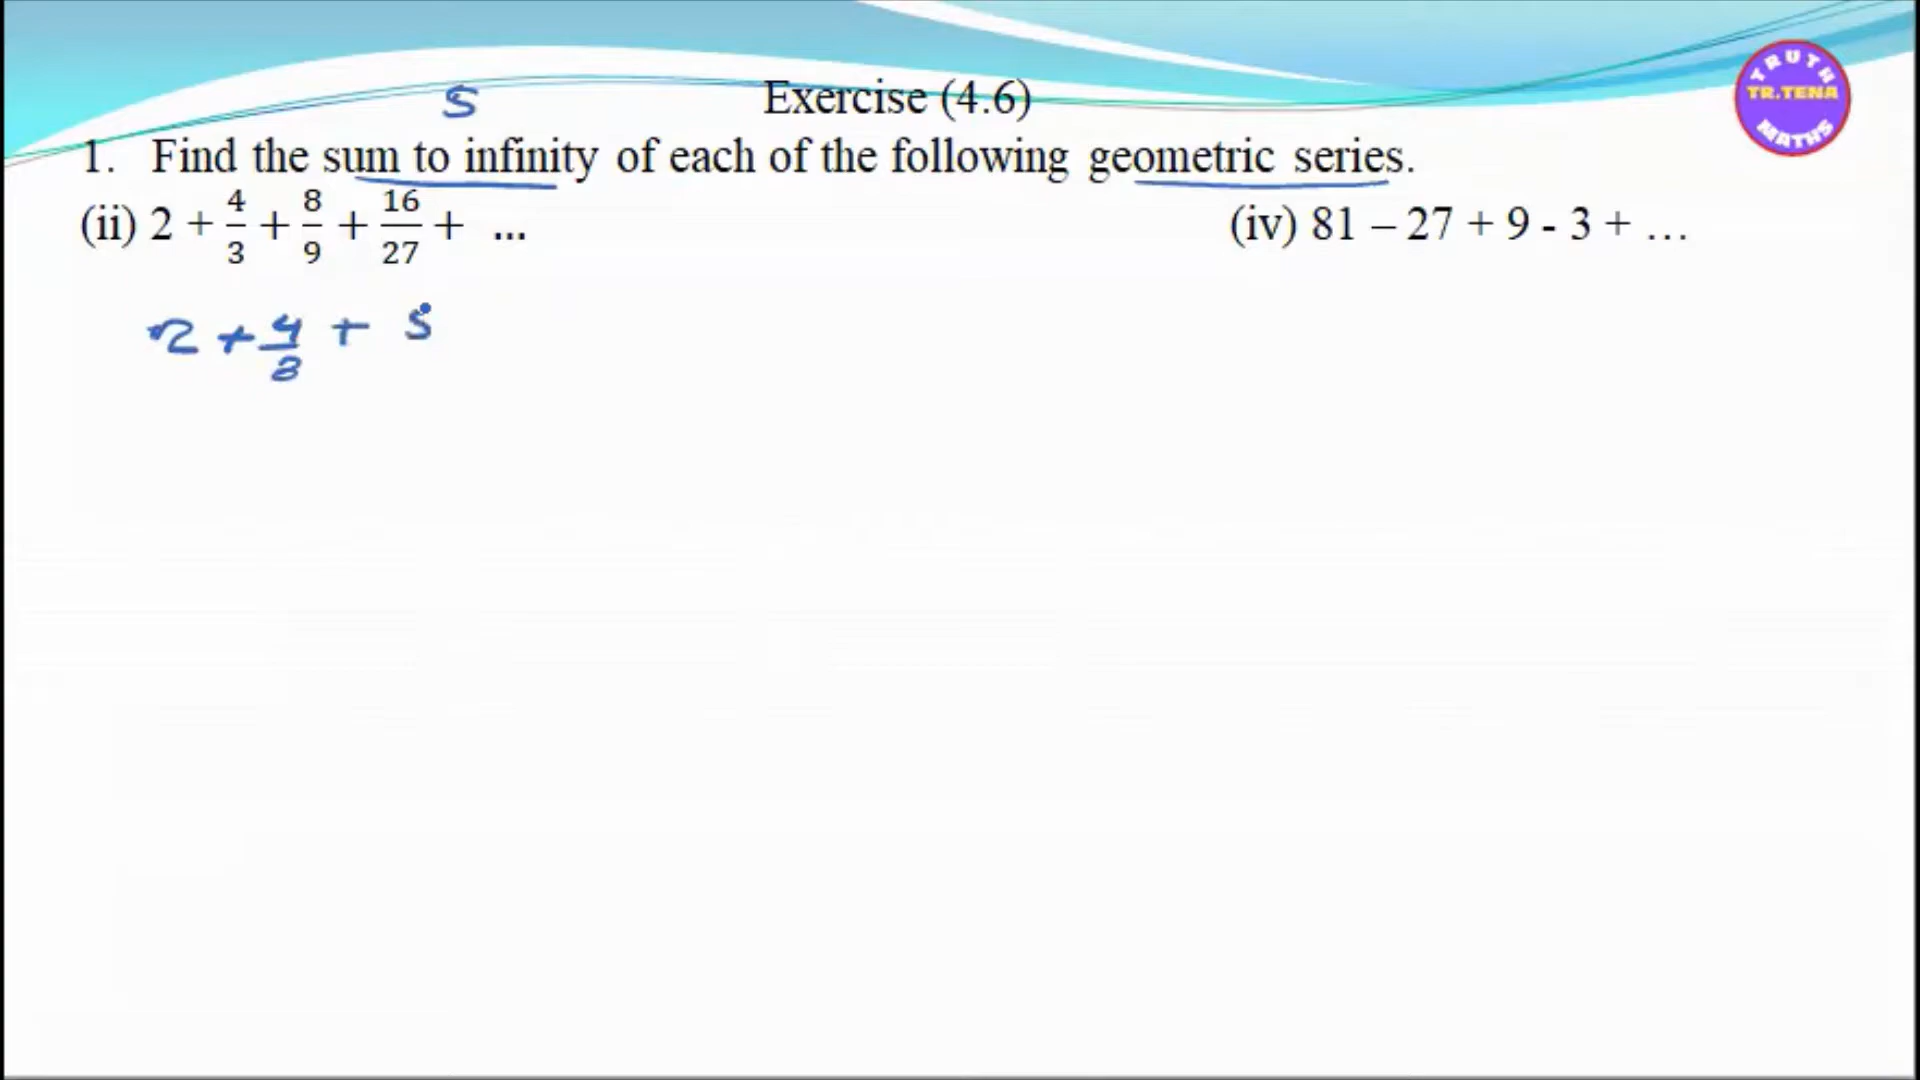 S
Exercise (4.6)
TRUTH
TR.TENA
MATHS
1. Find the sum to infinity of each of the following geometric series.
(ii) 2 + 4/3 + 8/9 + 16/27 + ...
(iv) 81 – 27 + 9 - 3 + …
2 + 4/3 +